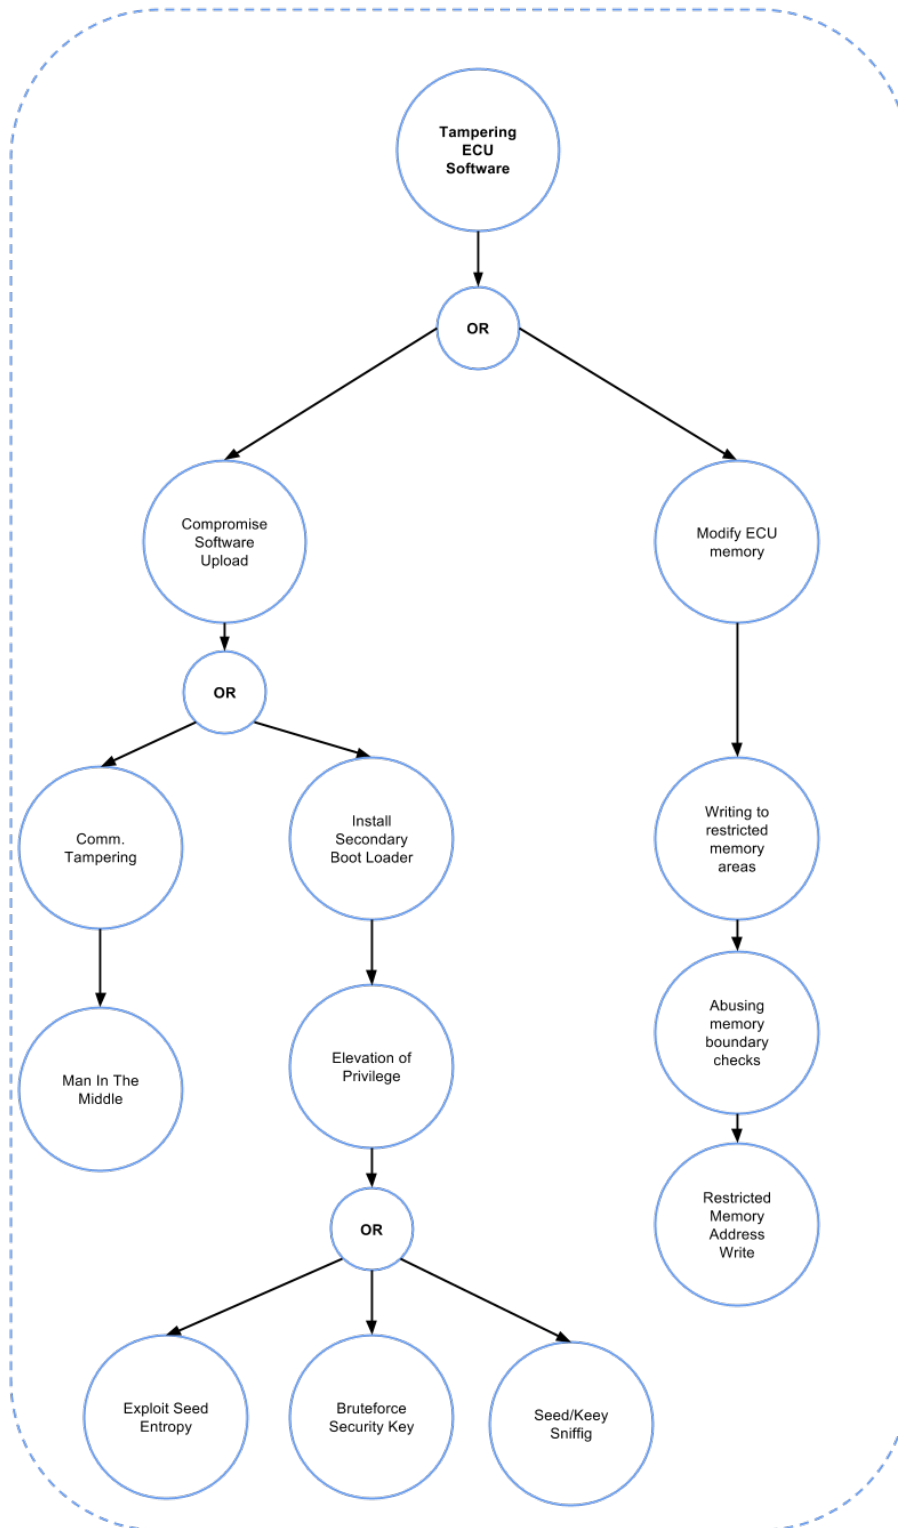 Tampering
ECU
Software
OR
Compromise
Software
Upload
Modify ECU
memory
OR
Comm.
Tampering
Install
Secondary
Boot Loader
Writing to
restricted
memory
areas
Man In The
Middle
Elevation of
Privilege
Abusing
memory
boundary
checks
OR
Restricted
Memory
Address
Write
Exploit Seed
Entropy
Bruteforce
Security Key
Seed/Keey
Sniffig